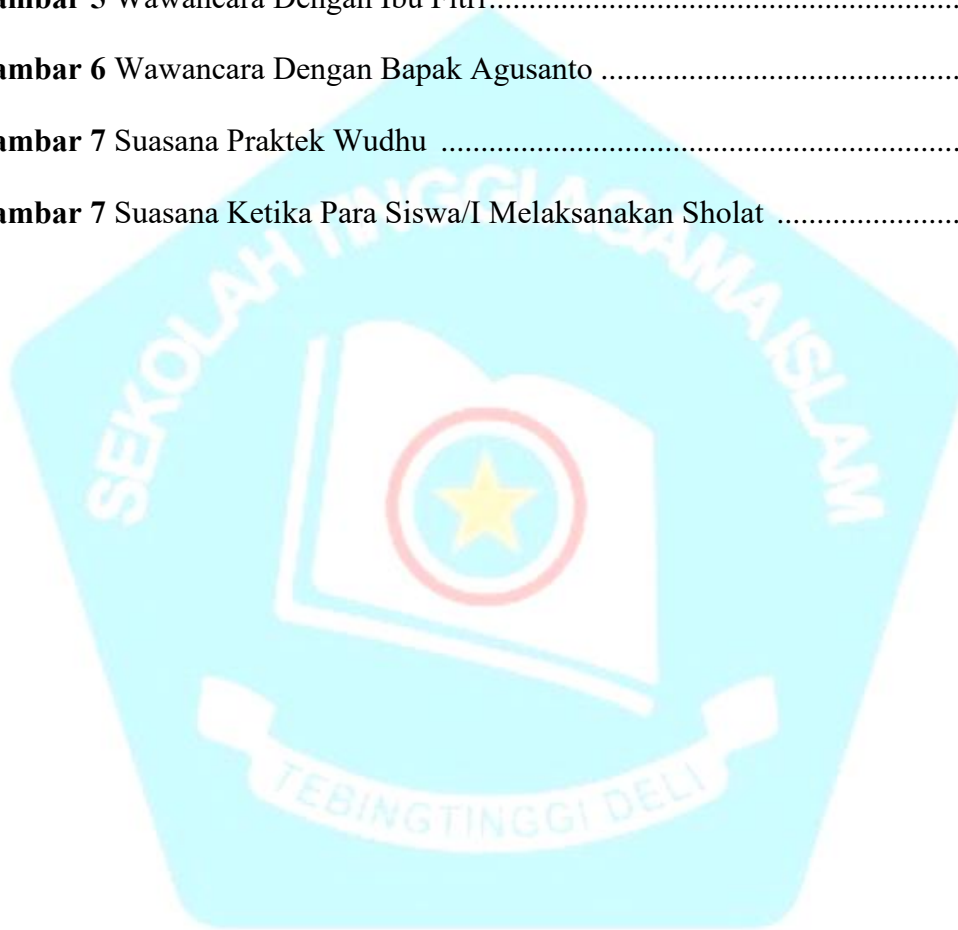 ambar 5 Wawancara Dengan Ibu Fitri....................................................
ambar 6 Wawancara Dengan Bapak Agusanto ............................................
ambar 7 Suasana Praktek Wudhu ................................................................
ambar 7 Suasana Ketika Para Siswa/I Melaksanakan Sholat ......................
SEKOLAH TINGGI AGAMA ISLAM
TEBINGTINGGI DELI